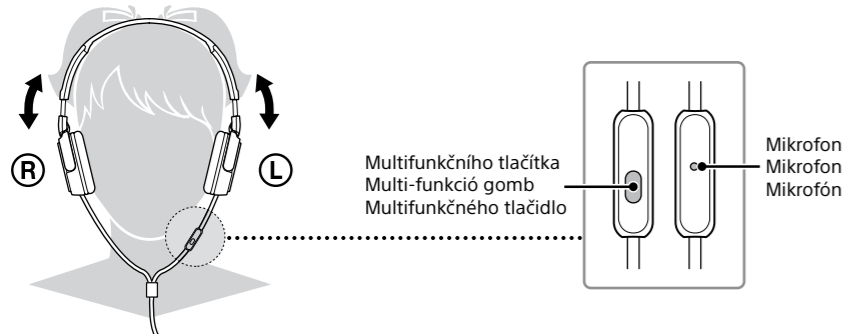 R
L
Multifunkčního tlačítka
Multi-funkció gomb
Multifunkčného tlačidlo
Mikrofon
Mikrofon
Mikrofón